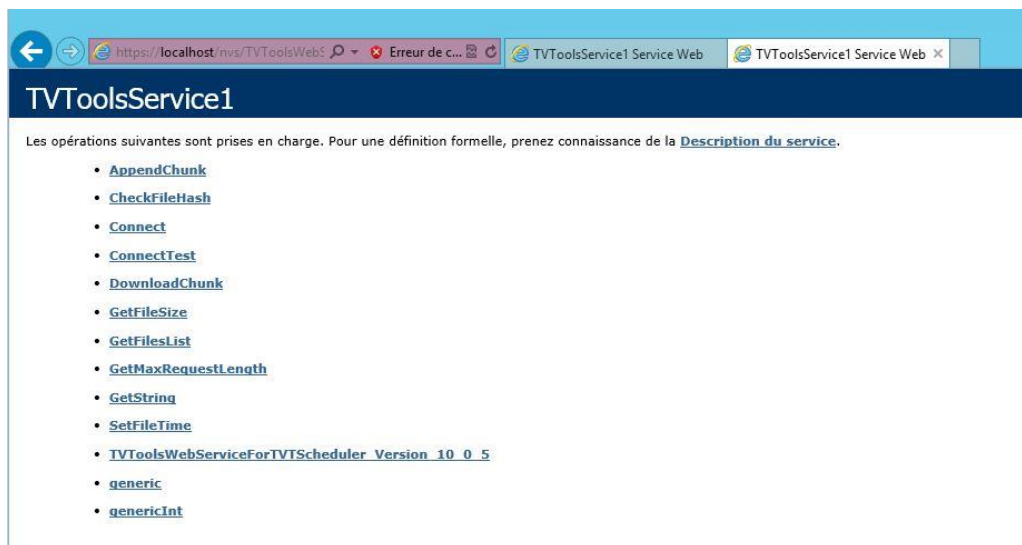 https://localhost/nvs/TVToolsWebS Erreur de c... TVToolsService1 Service Web TVToolsService1 Service Web
TVToolsService1
Les opérations suivantes sont prises en charge. Pour une définition formelle, prenez connaissance de la Description du service.
AppendChunk
CheckFileHash
Connect
ConnectTest
DownloadChunk
GetFileSize
GetFilesList
GetMaxRequestLength
GetString
SetFileTime
TVToolsWebServiceForTVTScheduler_Version_10_0_5
generic
genericInt